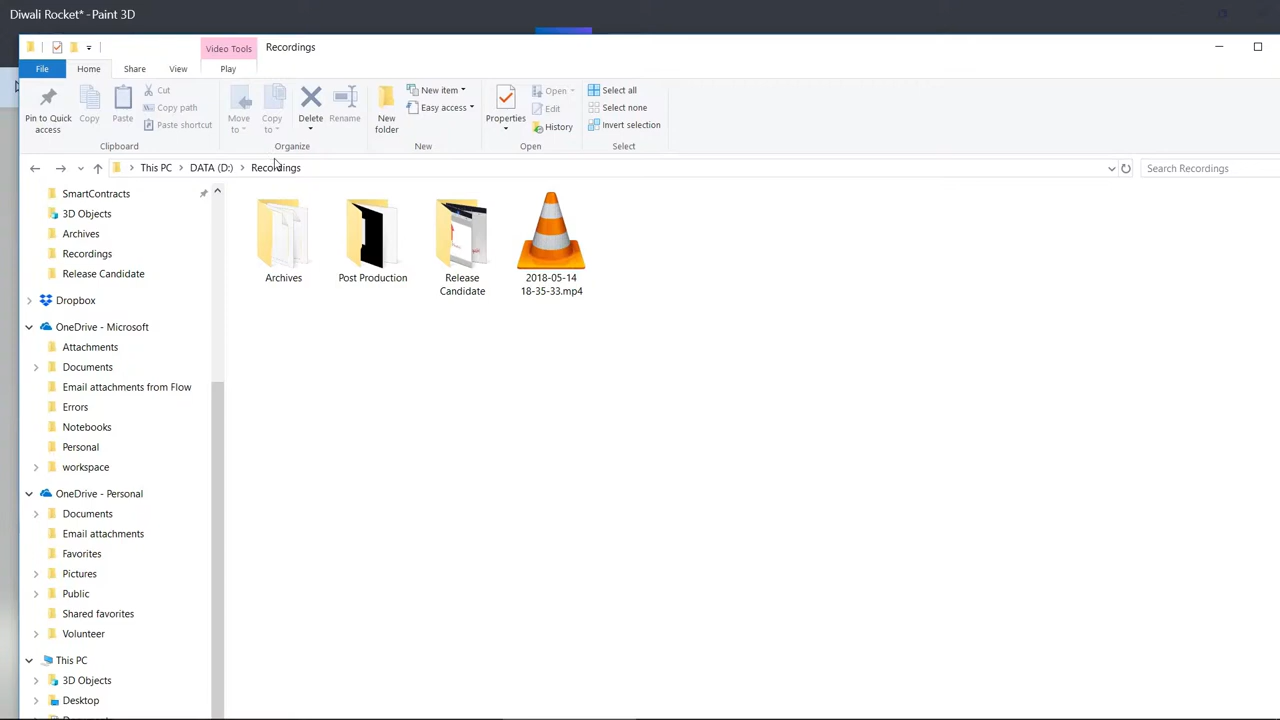 Diwali Rocket* - Paint 3D
Video Tools
Recordings
File
Home
Share
View
Play
Pin to Quick access
Copy
Paste
Cut
Copy path
Paste shortcut
Clipboard
Move to
Copy to
Delete
Rename
Organize
New folder
New item
Easy access
New
Properties
Open
Edit
History
Open
Select all
Select none
Invert selection
Select
This PC
DATA (D:)
Recordings
Search Recordings
SmartContracts
3D Objects
Archives
Recordings
Release Candidate
Dropbox
OneDrive - Microsoft
Attachments
Documents
Email attachments from Flow
Errors
Notebooks
Personal
workspace
OneDrive - Personal
Documents
Email attachments
Favorites
Pictures
Public
Shared favorites
Volunteer
This PC
3D Objects
Desktop
Archives
Post Production
Release
Candidate
2018-05-14
18-35-33.mp4